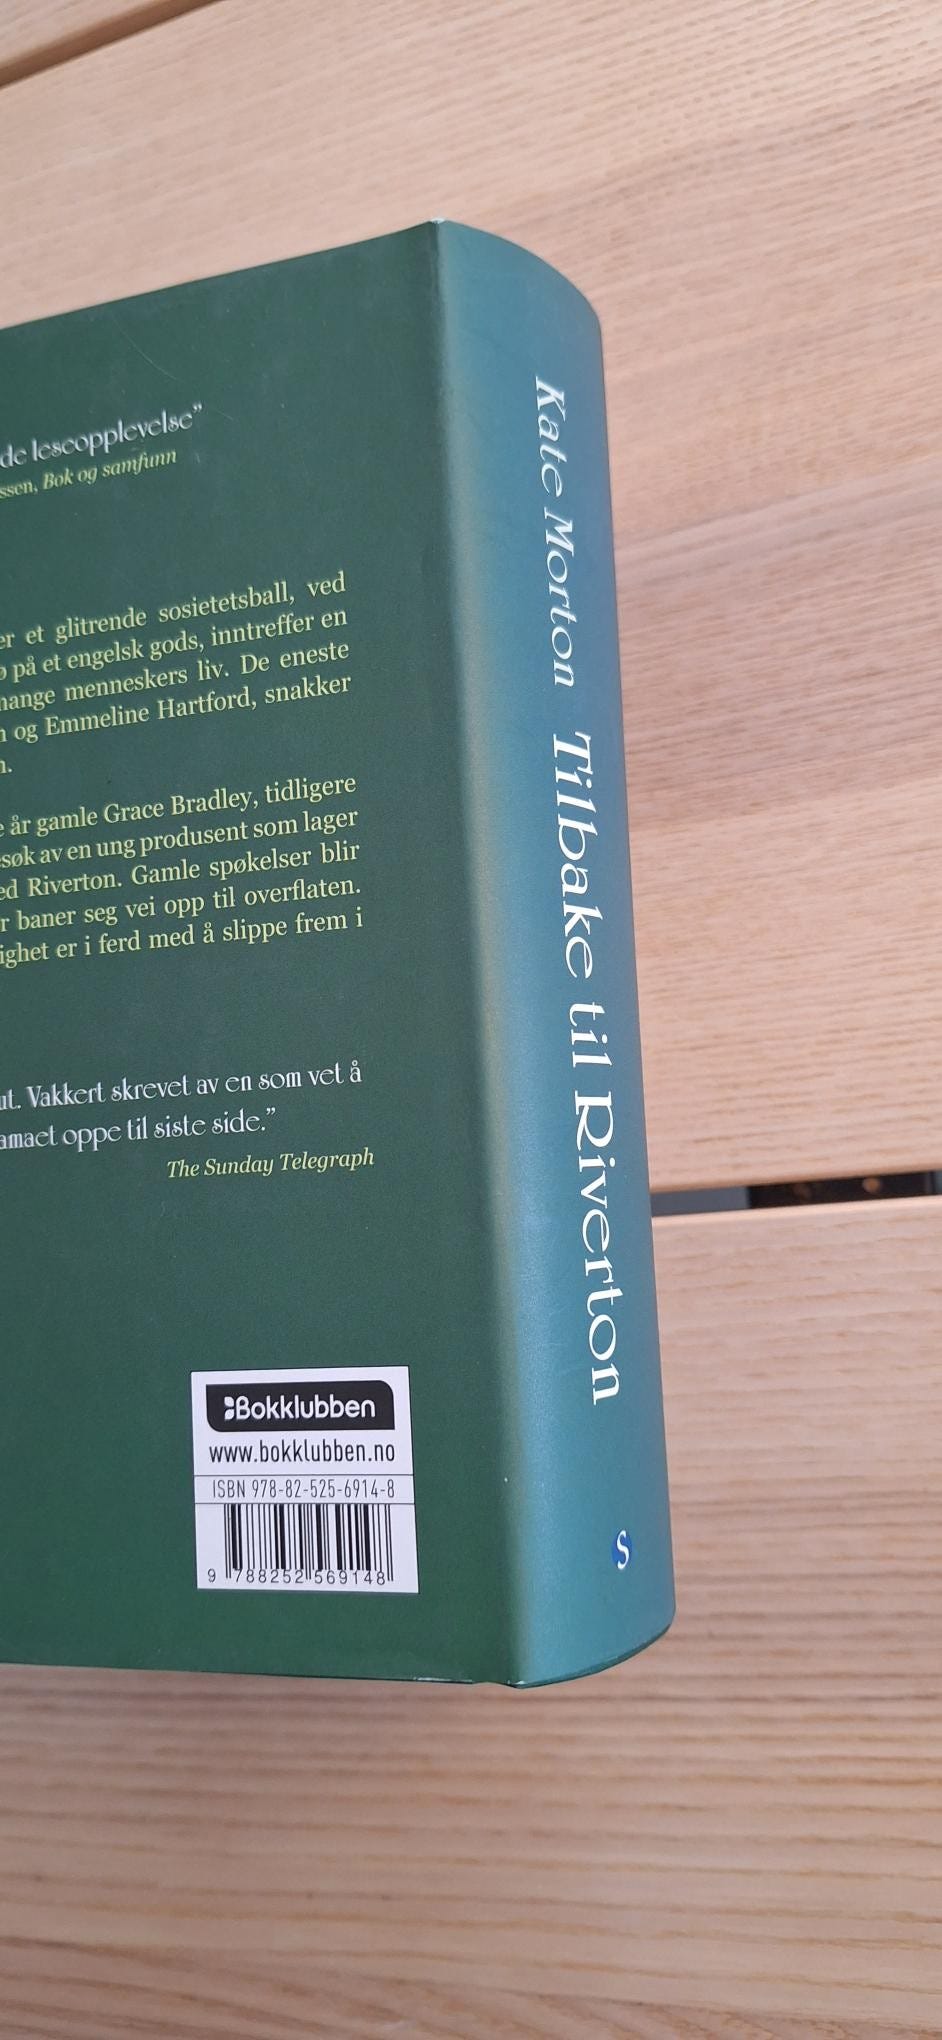 de leseopplevelse”
ssen, Bok og samfunn
er et glitrende sosietetsball, ved
på et engelsk gods, inntreffer en
mange menneskers liv. De eneste
og Emmeline Hartford, snakker
år gamle Grace Bradley, tidligere
søk av en ung produsent som lager
ed Riverton. Gamle spøkelser blir
r baner seg vei opp til overflaten.
ighet er i ferd med å slippe frem i
ut. Vakkert skrevet av en som vet å
amaet oppe til siste side.”
The Sunday Telegraph
Bokklubben
www.bokklubben.no
ISBN 978-82-525-6914-8
9 788252 569148
Kate Morton Tilbake til Riverton
S